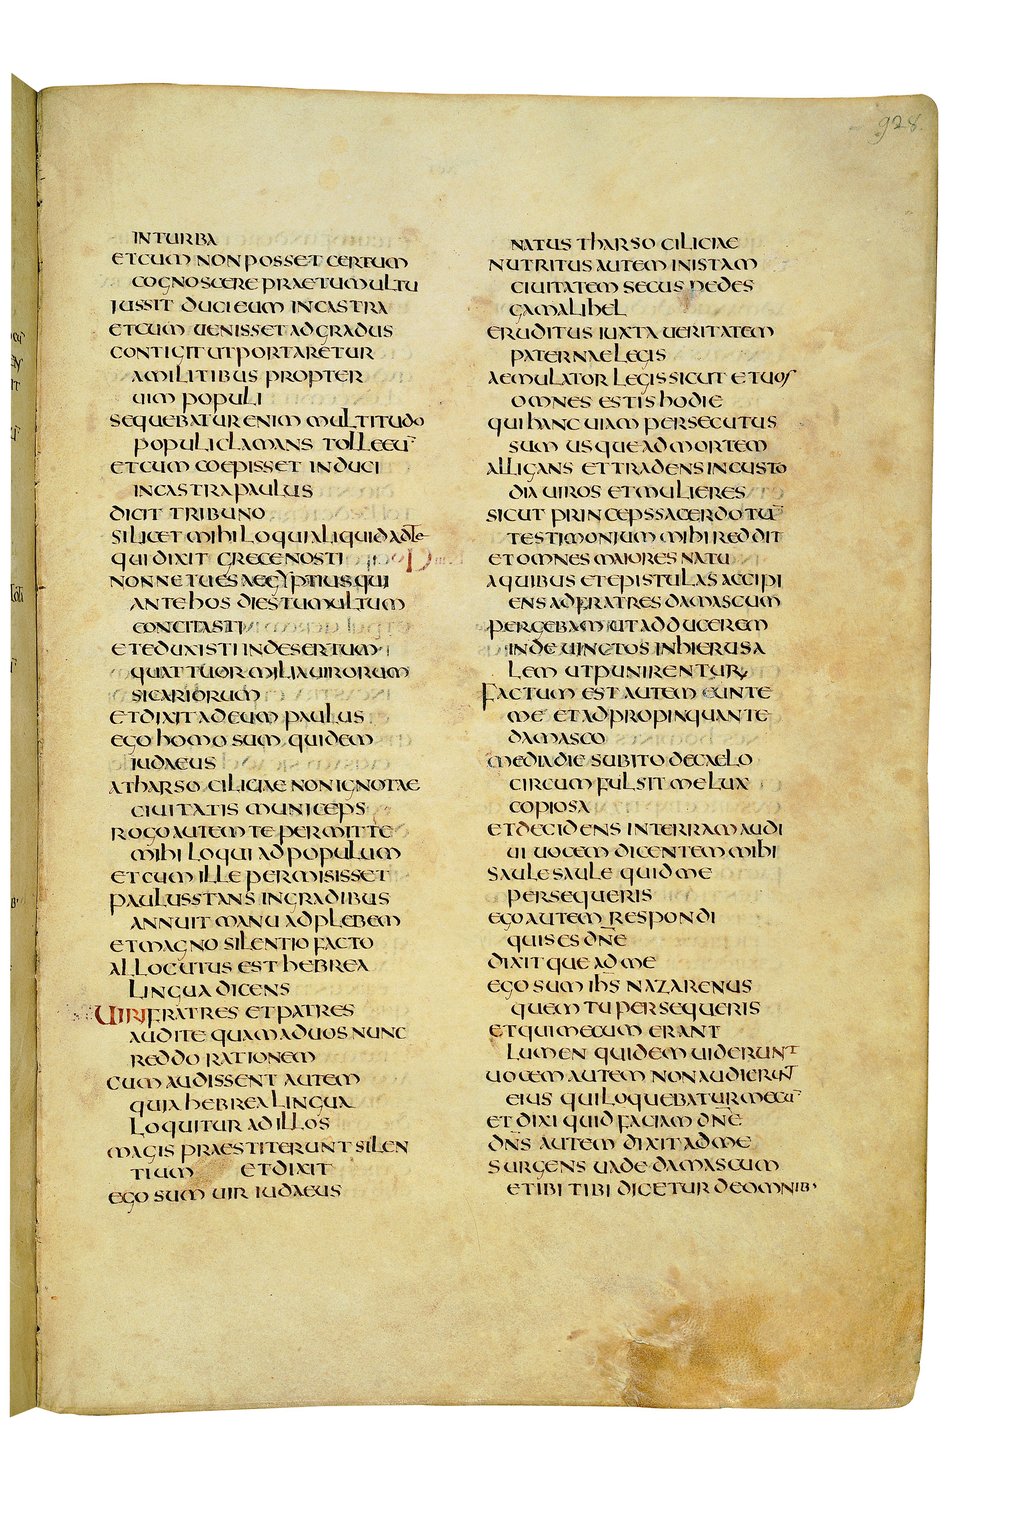 928.
IN TURBA
ET CUM NON POSSET CERTUM
COGNOSCERE PRAE TUMULTU
IUSSIT DUCI EUM IN CASTRA
ET CUM UENISSET AD GRADUS
CONTIGIT UT PORTARETUR
A MILITIBUS PROPTER
UIM POPULI
SEQUEBATUR ENIM MULTITUDO
POPULI CLAMANS TOLLE EU̅
ET CUM COEPISSET INDUCI
IN CASTRA PAULUS
DICIT TRIBUNO
SI LICET MIHI LOQUI ALIQUID AD TE
QUI DIXIT GRECE NOSTI
NONNE TU ES AEGYPTIUS QUI
ANTE HOS DIES TUMULTUM
CONCITASTI
ET EDUXISTI IN DESERTUM
QUATTUOR MILIA UIRORUM
SICARIORUM
ET DIXIT AD EUM PAULUS
EGO HOMO SUM QUIDEM
IUDAEUS
A THARSO CILICIAE NON IGNOTAE
CIUITATIS MUNICEPS
ROGO AUTEM TE PERMITTE
MIHI LOQUI AD POPULUM
ET CUM ILLE PERMISISSET
PAULUS STANS IN GRADIBUS
ANNUIT MANU AD PLEBEM
ET MAGNO SILENTIO FACTO
ALLOCUTUS EST HEBREA
LINGUA DICENS
UIRI FRATRES ET PATRES
AUDITE QUAM AD UOS NUNC
REDDO RATIONEM
CUM AUDISSENT AUTEM
QUIA HEBREA LINGUA
LOQUITUR AD ILLOS
MAGIS PRAESTITERUNT SILEN
TIUM ET DIXIT
EGO SUM UIR IUDAEUS
NATUS THARSO CILICIAE
NUTRITUS AUTEM IN ISTAM
CIUITATEM SECUS PEDES
GAMALIHEL
ERUDITUS IUXTA UERITATEM
PATERNAE LEGIS
AEMULATOR LEGIS SICUT ET UOS
OMNES ESTIS HODIE
QUI HANC UIAM PERSECUTUS
SUM USQUE AD MORTEM
ALLIGANS ET TRADENS IN CUSTO
DIA UIROS ET MULIERES
SICUT PRINCEPS SACERDOTU̅
TESTIMONIUM MIHI REDDIT
ET OMNES MAIORES NATU
A QUIBUS ET EPISTULAS ACCIPI
ENS AD FRATRES DAMASCUM
PERGEBAM UT ADDUCEREM
INDE UINCTOS IN HIERUSA
LEM UT PUNIRENTUR
FACTUM EST AUTEM EUNTE
ME ET ADPROPINQUANTE
DAMASCO
MEDIA DIE SUBITO DE CAELO
CIRCUMFULSIT ME LUX
COPIOSA
ET DECIDENS IN TERRAM AUDI
UI UOCEM DICENTEM MIHI
SAULE SAULE QUID ME
PERSEQUERIS
EGO AUTEM RESPONDI
QUIS ES DN̅E
DIXITQUE AD ME
EGO SUM IHS̅ NAZARENUS
QUEM TU PERSEQUERIS
ET QUI MECUM ERANT
LUMEN QUIDEM UIDERUNT
UOCEM AUTEM NON AUDIERUNT
EIUS QUI LOQUEBATUR MECU̅
ET DIXI QUID FACIAM DN̅E
DN̅S AUTEM DIXIT AD ME
SURGENS UADE DAMASCUM
ET IBI TIBI DICETUR DE OMNIB'